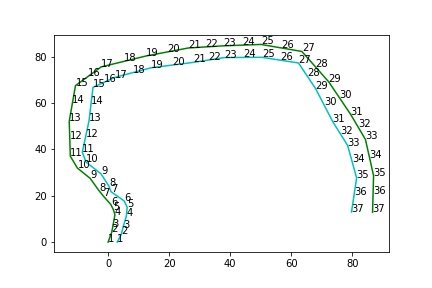 21 22 23 24 25 26 27
17 18 19 20 28
80 18 19 20 21 22 23 24 25 26 27
16 17 28
15 15 16 29 29
14 14 30 30
60
13 13 31 31
12 12 32 32
33 33
40
11 11 34 34
10 10
9 9 35 35
8 8
7 7 36 36
20
6 6
5 5
4 4 37 37
3 3
2 2
0 1 1
0 20 40 60 80